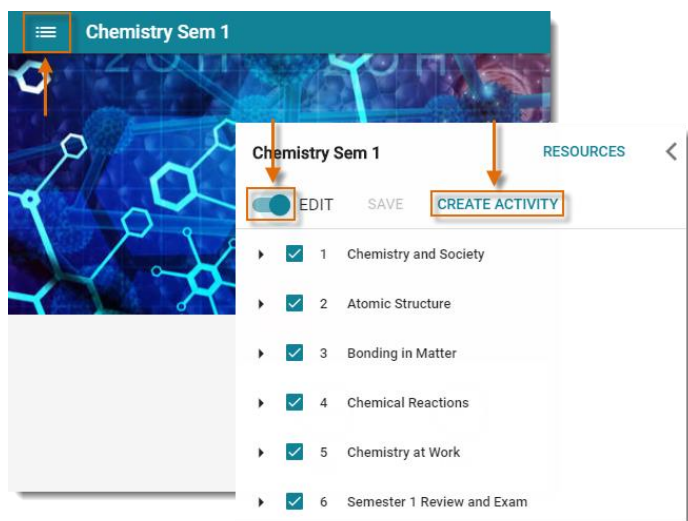 Chemistry Sem 1
Chemistry Sem 1 RESOURCES
EDIT SAVE CREATE ACTIVITY
1 Chemistry and Society
2 Atomic Structure
3 Bonding in Matter
4 Chemical Reactions
5 Chemistry at Work
6 Semester 1 Review and Exam